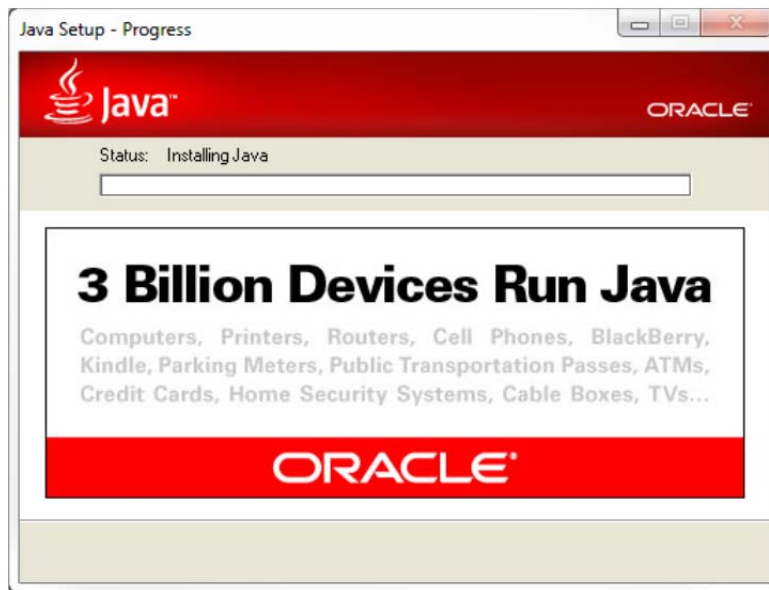 Java Setup - Progress
Java™
ORACLE®
Status: Installing Java
3 Billion Devices Run Java
Computers, Printers, Routers, Cell Phones, BlackBerry,
Kindle, Parking Meters, Public Transportation Passes, ATMs,
Credit Cards, Home Security Systems, Cable Boxes, TVs...
ORACLE®